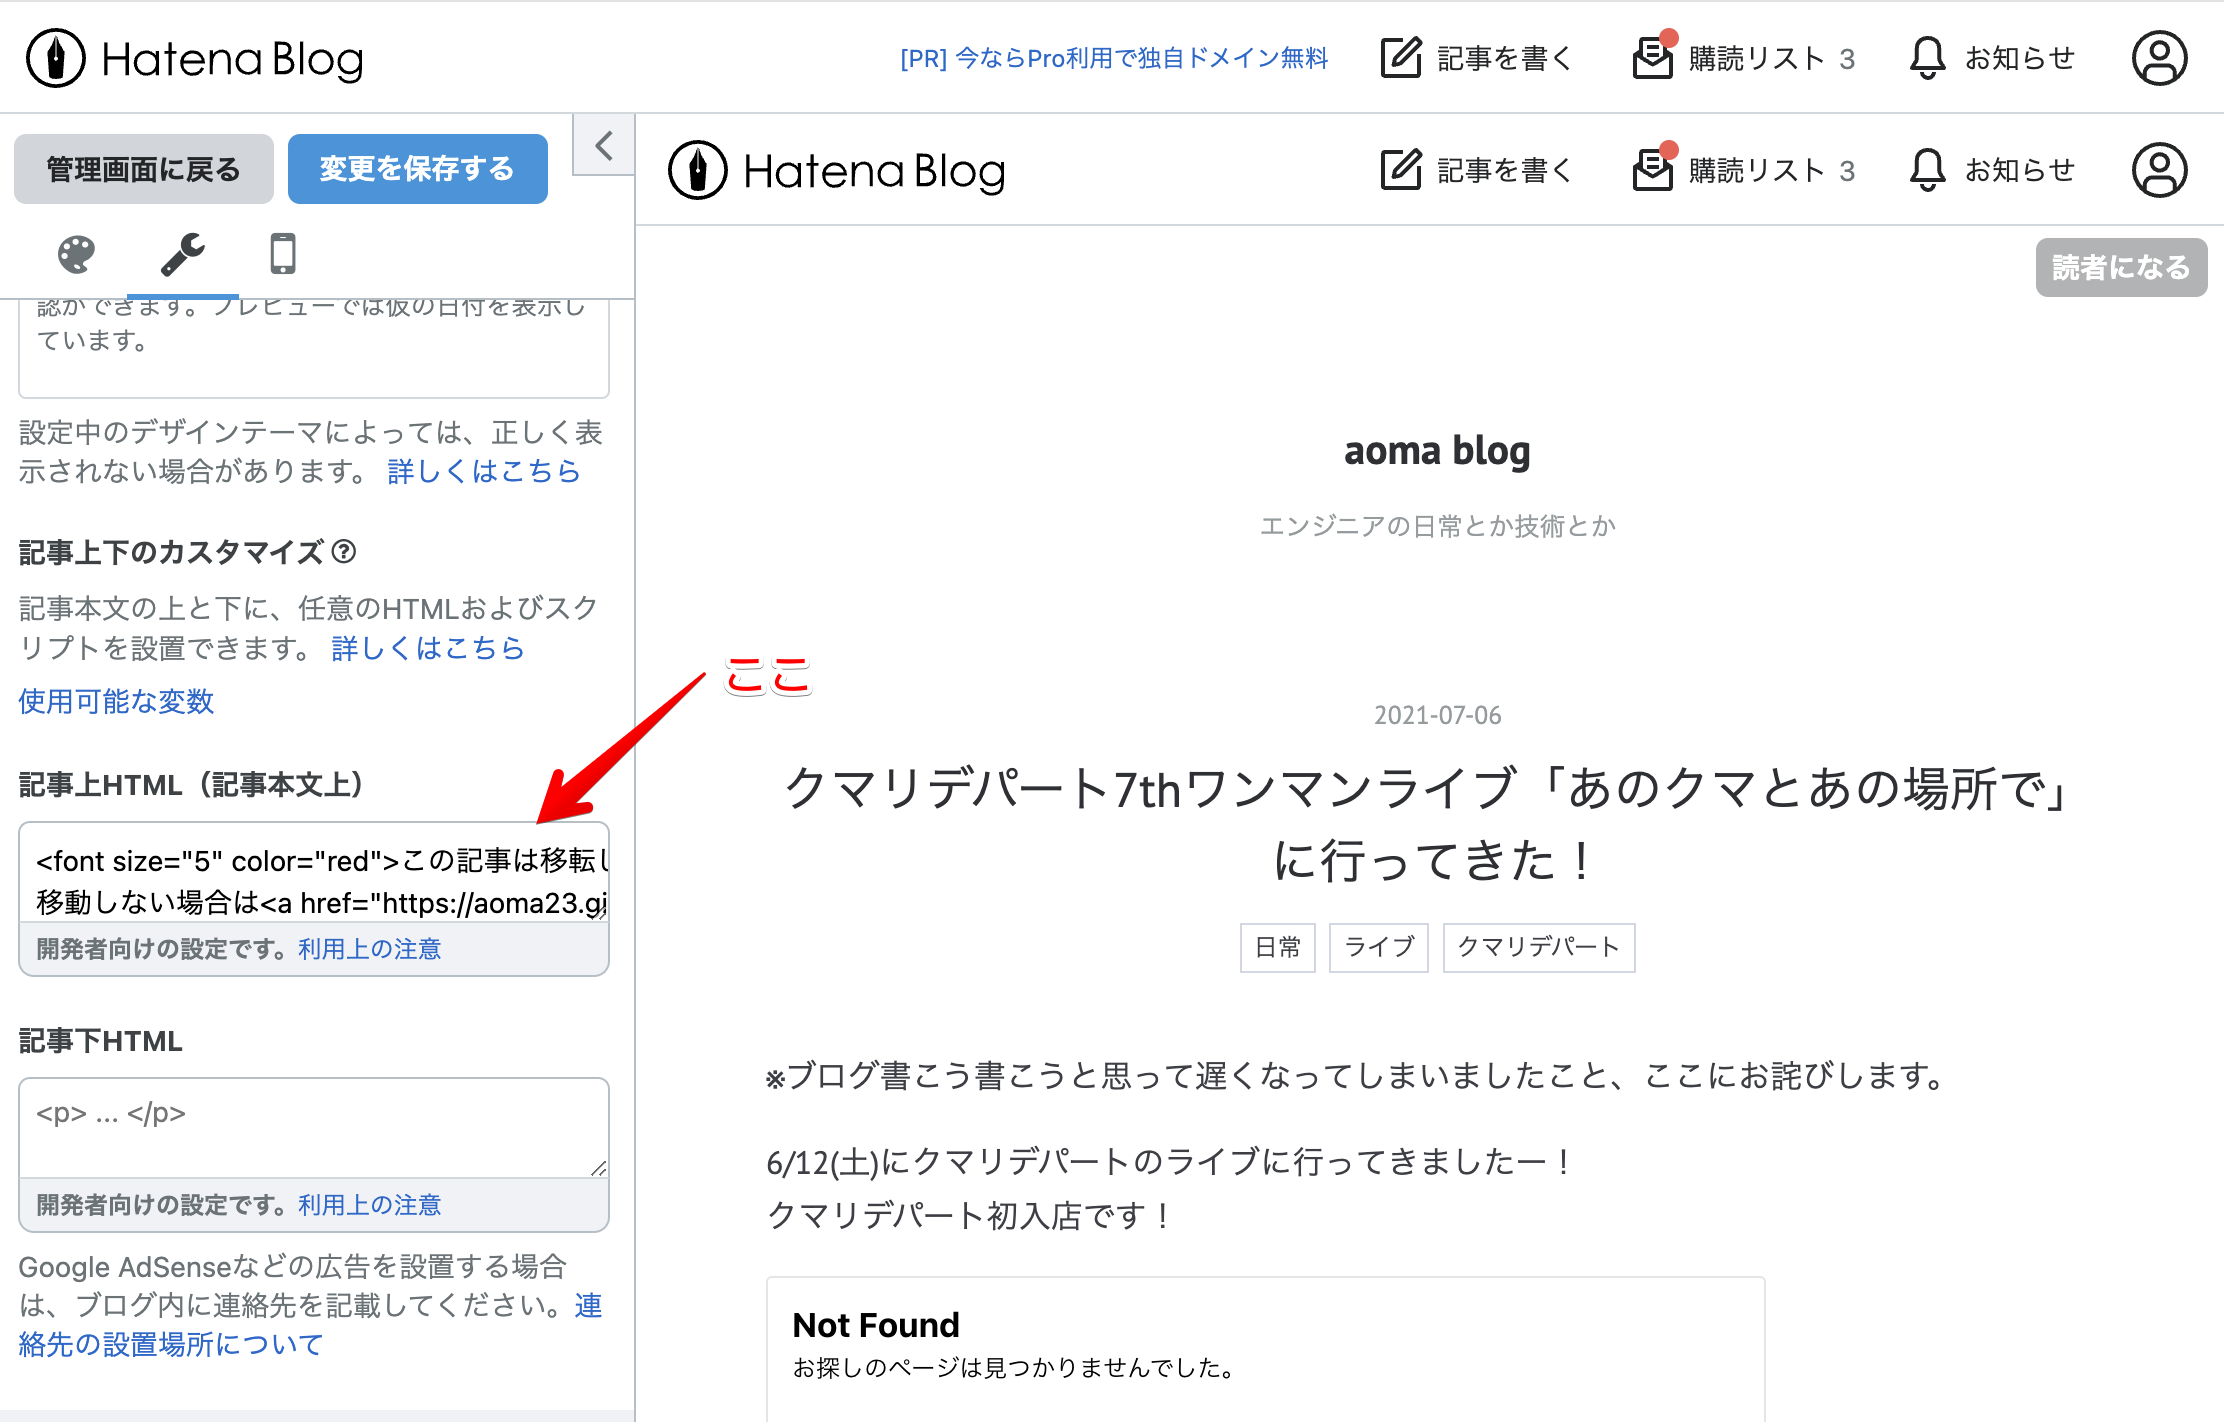 Hatena Blog
[PR] 今ならPro利用で独自ドメイン無料
記事を書く
購読リスト 3
お知らせ
管理画面に戻る
変更を保存する
認ができます。プレビューでは仮の日付を表示し
ています。
設定中のデザインテーマによっては、正しく表
示されない場合があります。 詳しくはこちら
記事上下のカスタマイズ ?
記事本文の上と下に、任意のHTMLおよびスク
リプトを設置できます。 詳しくはこちら
使用可能な変数
記事上HTML（記事本文上）
<font size="5" color="red">この記事は移転し
移動しない場合は<a href="https://aoma23.gi
開発者向けの設定です。利用上の注意
記事下HTML
<p> ... </p>
開発者向けの設定です。利用上の注意
Google AdSenseなどの広告を設置する場合
は、ブログ内に連絡先を記載してください。連
絡先の設置場所について
ここ
Hatena Blog
記事を書く
購読リスト 3
お知らせ
読者になる
aoma blog
エンジニアの日常とか技術とか
2021-07-06
クマリデパート7thワンマンライブ「あのクマとあの場所で」
に行ってきた！
日常
ライブ
クマリデパート
※ブログ書こう書こうと思って遅くなってしまいましたこと、ここにお詫びします。
6/12(土)にクマリデパートのライブに行ってきましたー！
クマリデパート初入店です！
Not Found
お探しのページは見つかりませんでした。